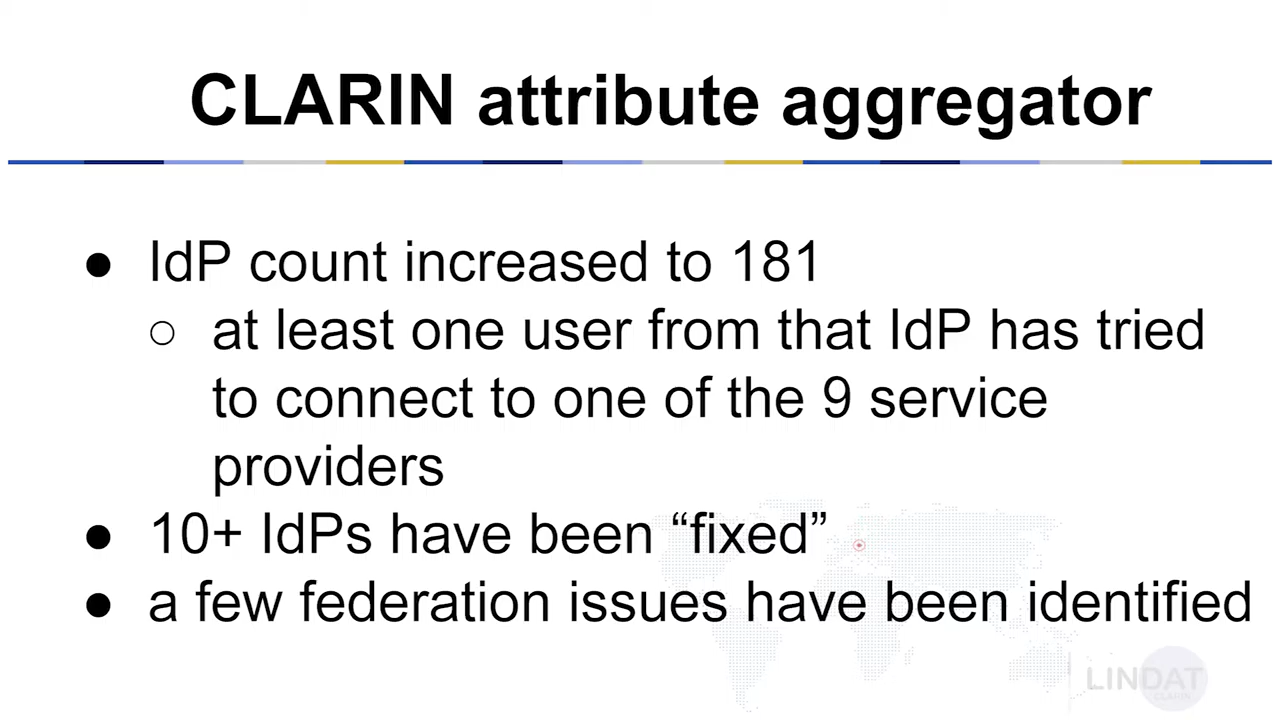 CLARIN attribute aggregator
● IdP count increased to 181
○ at least one user from that IdP has tried
to connect to one of the 9 service
providers
● 10+ IdPs have been “fixed”
● a few federation issues have been identified
LINDAT
CLARIN